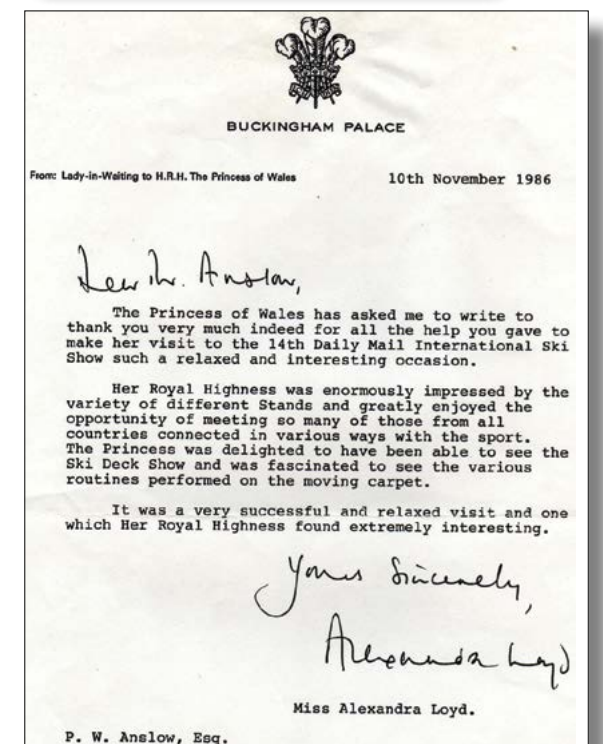 BUCKINGHAM PALACE
From: Lady-in-Waiting to H.R.H. The Princess of Wales
10th November 1986
Dear Mr. Anslow,
The Princess of Wales has asked me to write to
thank you very much indeed for all the help you gave to
make her visit to the 14th Daily Mail International Ski
Show such a relaxed and interesting occasion.
Her Royal Highness was enormously impressed by the
variety of different Stands and greatly enjoyed the
opportunity of meeting so many of those from all
countries connected in various ways with the sport.
The Princess was delighted to have been able to see the
Ski Deck Show and was fascinated to see the various
routines performed on the moving carpet.
It was a very successful and relaxed visit and one
which Her Royal Highness found extremely interesting.
Yours Sincerely,
Alexandra Loyd
Miss Alexandra Loyd.
P. W. Anslow, Esq.